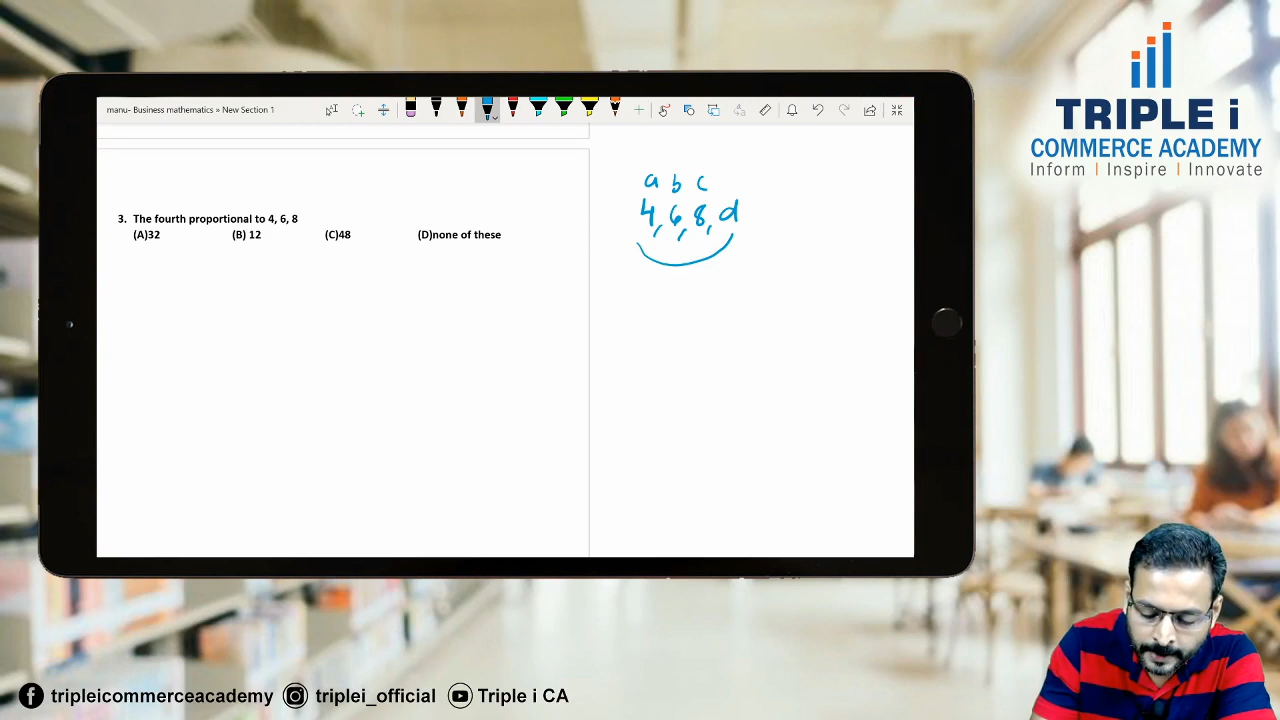 TRIPLE i
COMMERCE ACADEMY
Inform | Inspire | Innovate
manu- Business mathematics » New Section 1
3. The fourth proportional to 4, 6, 8
(A)32 (B) 12 (C)48 (D)none of these
a b c
4, 6, 8, d
tripleicommerceacademy triplei_official Triple i CA